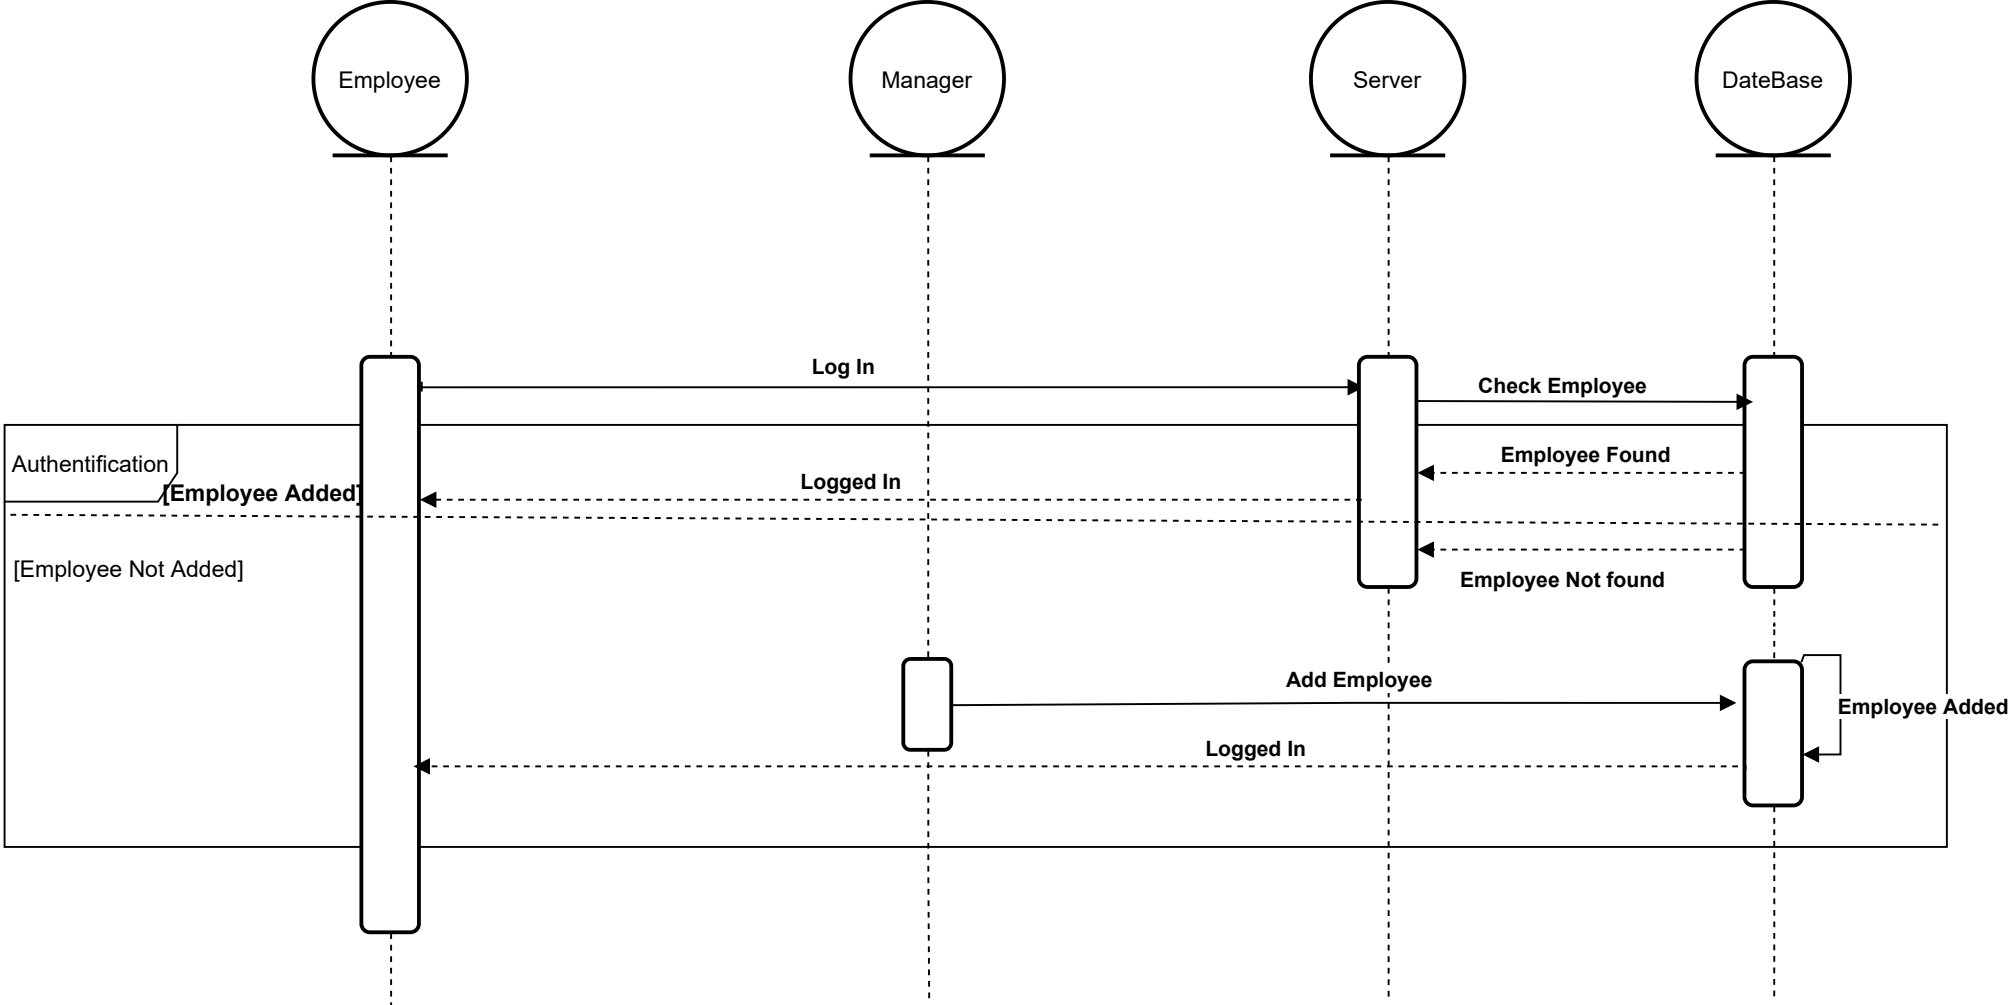 Employee
Manager
Server
DateBase
Log In
Check Employee
Authentification
Employee Found
Logged In
[Employee Added]
[Employee Not Added]
Employee Not found
Add Employee
Employee Added
Logged In